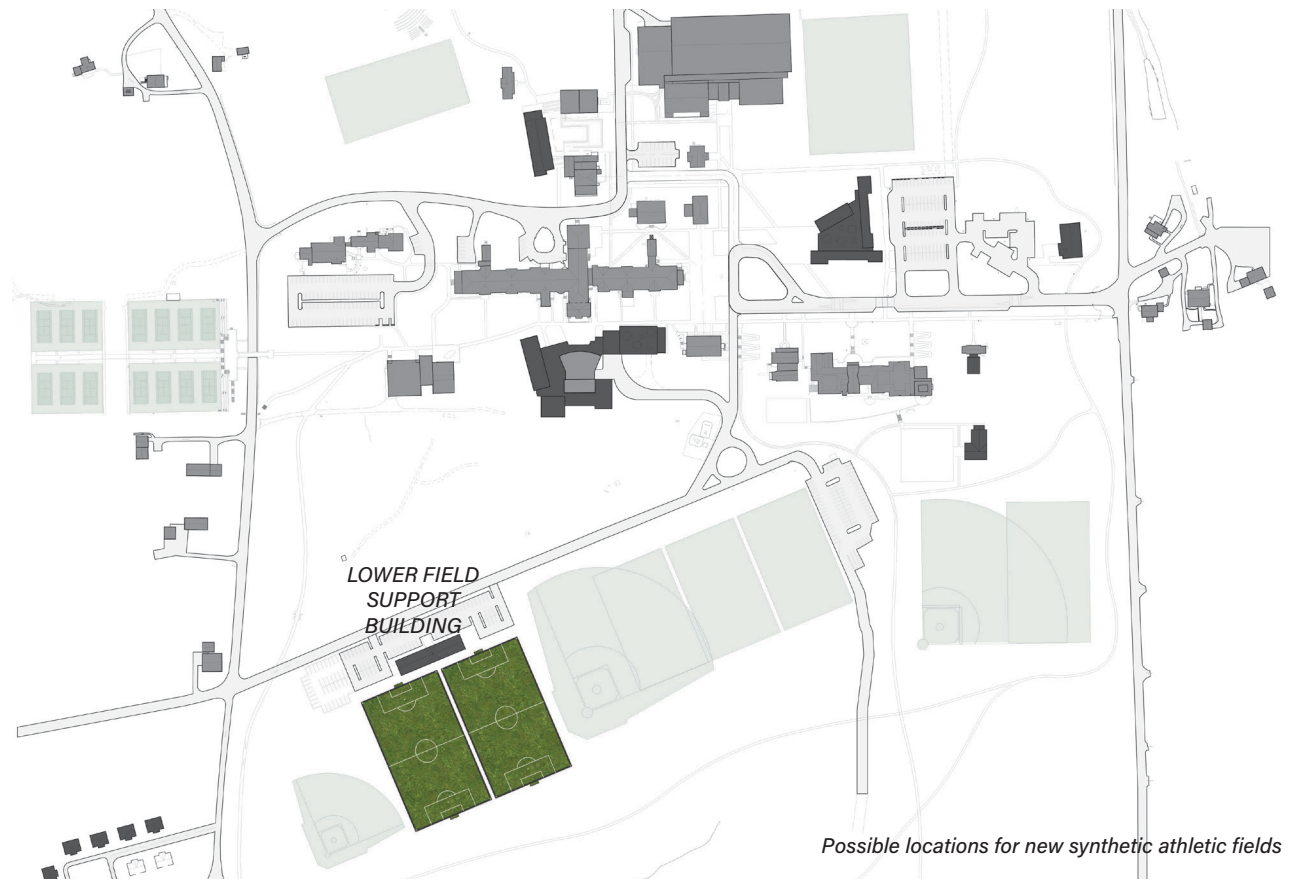 LOWER FIELD
SUPPORT
BUILDING
Possible locations for new synthetic athletic fields